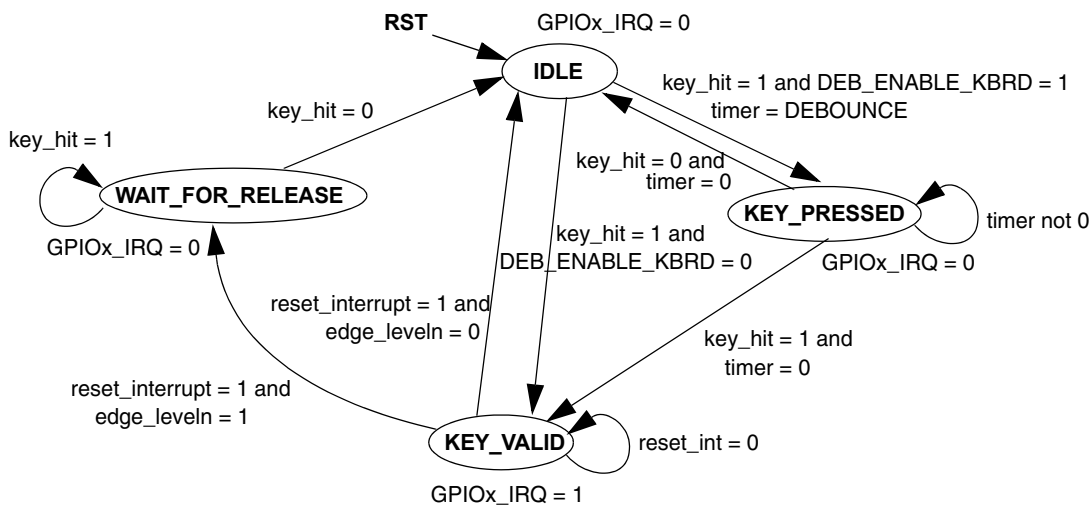 RST
GPIOx_IRQ = 0
IDLE
key_hit = 1 and DEB_ENABLE_KBRD = 1
timer = DEBOUNCE
key_hit = 0
key_hit = 1
key_hit = 0 and
timer = 0
WAIT_FOR_RELEASE
KEY_PRESSED
timer not 0
GPIOx_IRQ = 0
key_hit = 1 and
DEB_ENABLE_KBRD = 0
GPIOx_IRQ = 0
reset_interrupt = 1 and
edge_leveln = 0
key_hit = 1 and
timer = 0
reset_interrupt = 1 and
edge_leveln = 1
KEY_VALID
reset_int = 0
GPIOx_IRQ = 1